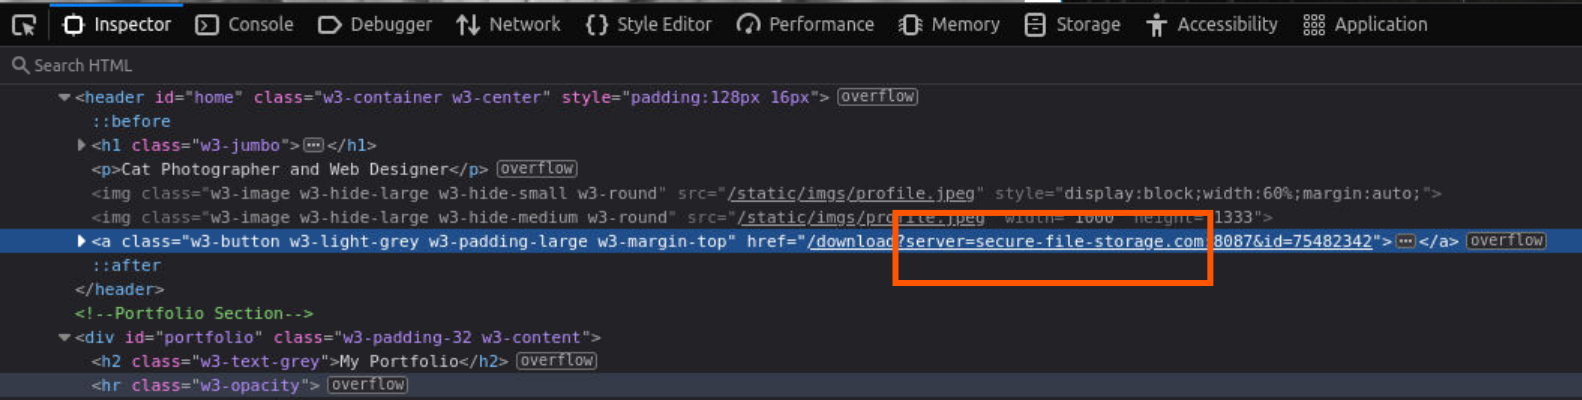 Inspector Console Debugger Network Style Editor Performance Memory Storage Accessibility Application
Search HTML
<header id="home" class="w3-container w3-center" style="padding:128px 16px"> overflow
::before
<h1 class="w3-jumbo">⋯</h1>
<p>Cat Photographer and Web Designer</p> overflow
<img class="w3-image w3-hide-large w3-hide-small w3-round" src="/static/imgs/profile.jpeg" style="display:block;width:60%;margin:auto;">
<img class="w3-image w3-hide-large w3-hide-medium w3-round" src="/static/imgs/profile.jpeg" width="1000" height="1333">
<a class="w3-button w3-light-grey w3-padding-large w3-margin-top" href="/download?server=secure-file-storage.com:8087&id=75482342">⋯</a> overflow
::after
</header>
<!--Portfolio Section-->
<div id="portfolio" class="w3-padding-32 w3-content">
<h2 class="w3-text-grey">My Portfolio</h2> overflow
<hr class="w3-opacity"> overflow